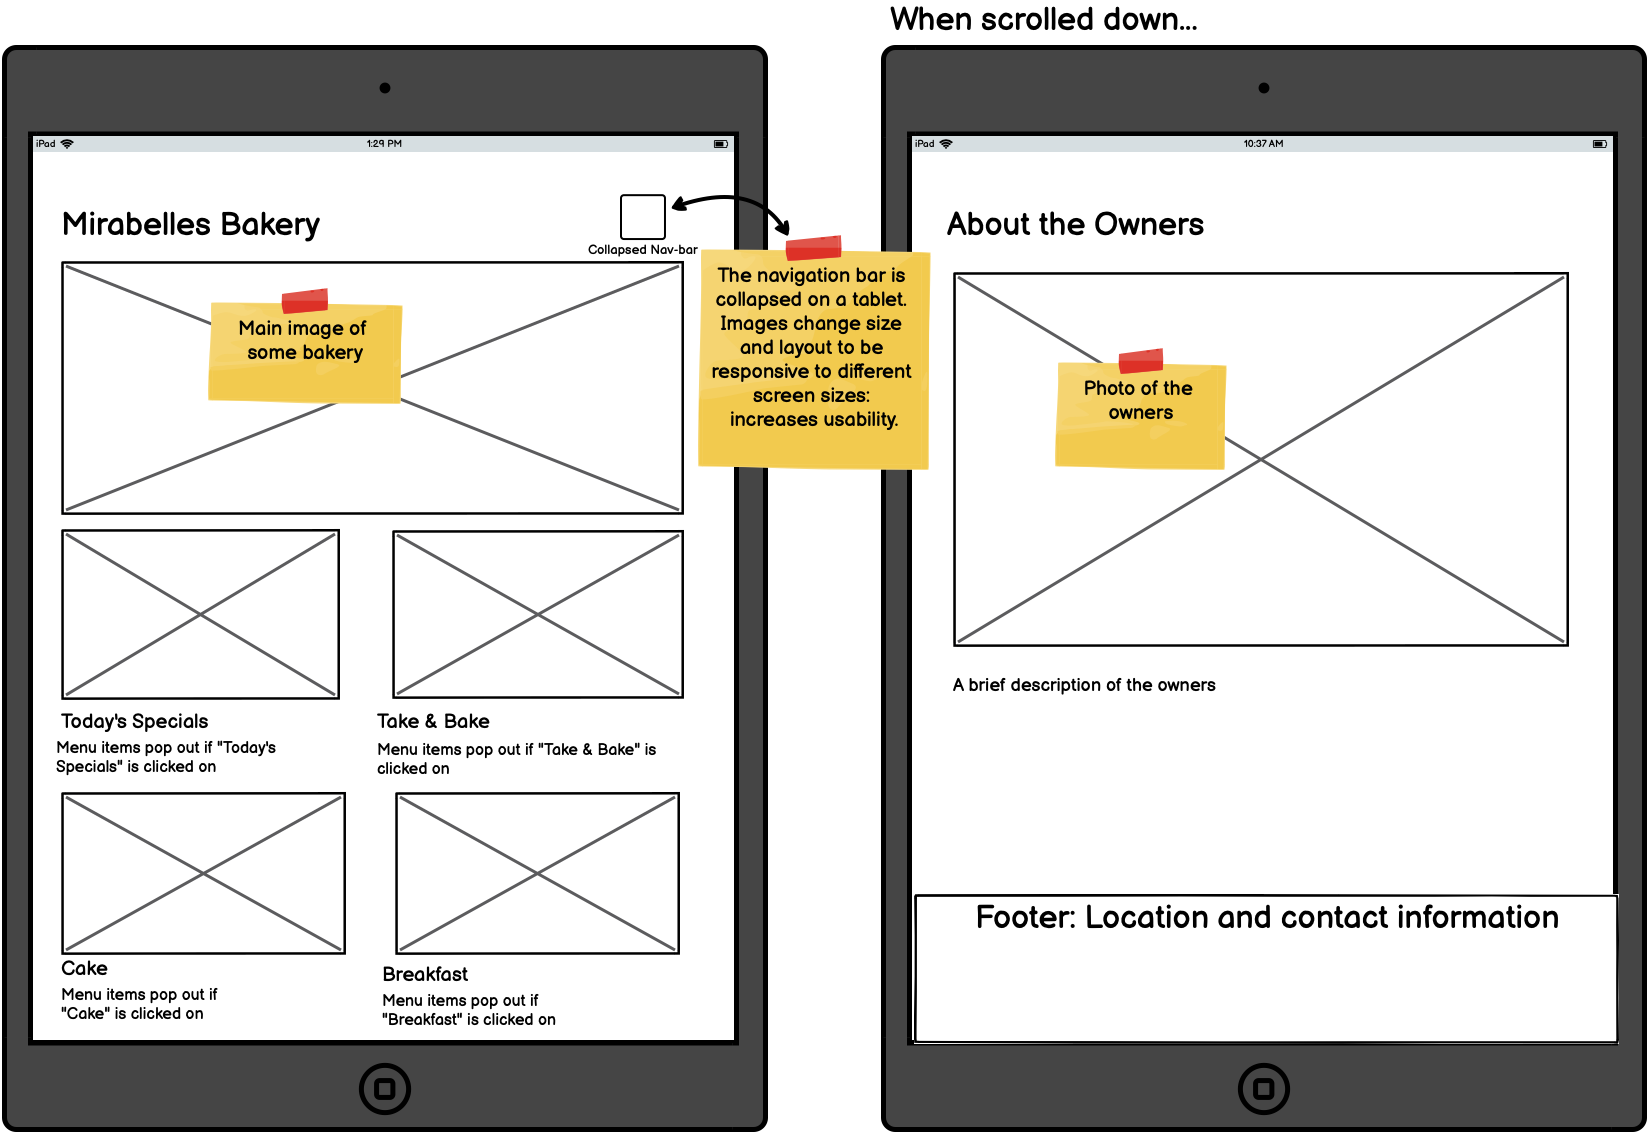 When scrolled down...
iPad
1:29 PM
Mirabelles Bakery
Collapsed Nav-bar
Main image of
some bakery
The navigation bar is
collapsed on a tablet.
Images change size
and layout to be
responsive to different
screen sizes:
increases usability.
Today's Specials
Menu items pop out if "Today's
Specials" is clicked on
Take & Bake
Menu items pop out if "Take & Bake" is
clicked on
Cake
Menu items pop out if
"Cake" is clicked on
Breakfast
Menu items pop out if
"Breakfast" is clicked on
iPad
10:37 AM
About the Owners
Photo of the
owners
A brief description of the owners
Footer: Location and contact information